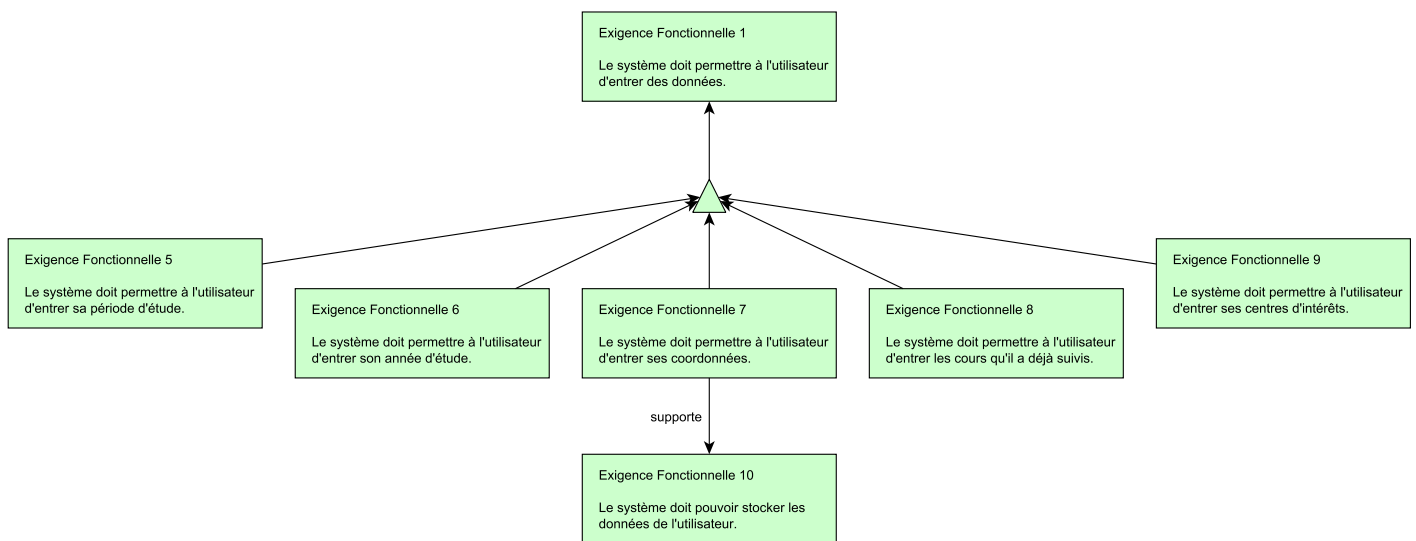 Exigence Fonctionnelle 1
Le système doit permettre à l'utilisateur
d'entrer des données.
Exigence Fonctionnelle 5
Le système doit permettre à l'utilisateur
d'entrer sa période d'étude.
Exigence Fonctionnelle 6
Le système doit permettre à l'utilisateur
d'entrer son année d'étude.
Exigence Fonctionnelle 7
Le système doit permettre à l'utilisateur
d'entrer ses coordonnées.
Exigence Fonctionnelle 8
Le système doit permettre à l'utilisateur
d'entrer les cours qu'il a déjà suivis.
Exigence Fonctionnelle 9
Le système doit permettre à l'utilisateur
d'entrer ses centres d'intérêts.
supporte
Exigence Fonctionnelle 10
Le système doit pouvoir stocker les
données de l'utilisateur.